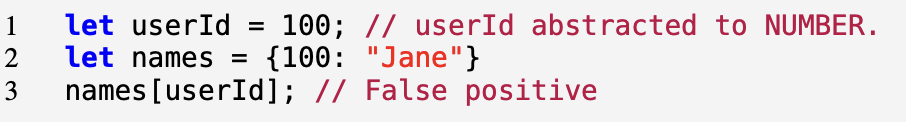 1 let userId = 100; // userId abstracted to NUMBER.
2 let names = {100: "Jane"}
3 names[userId]; // False positive